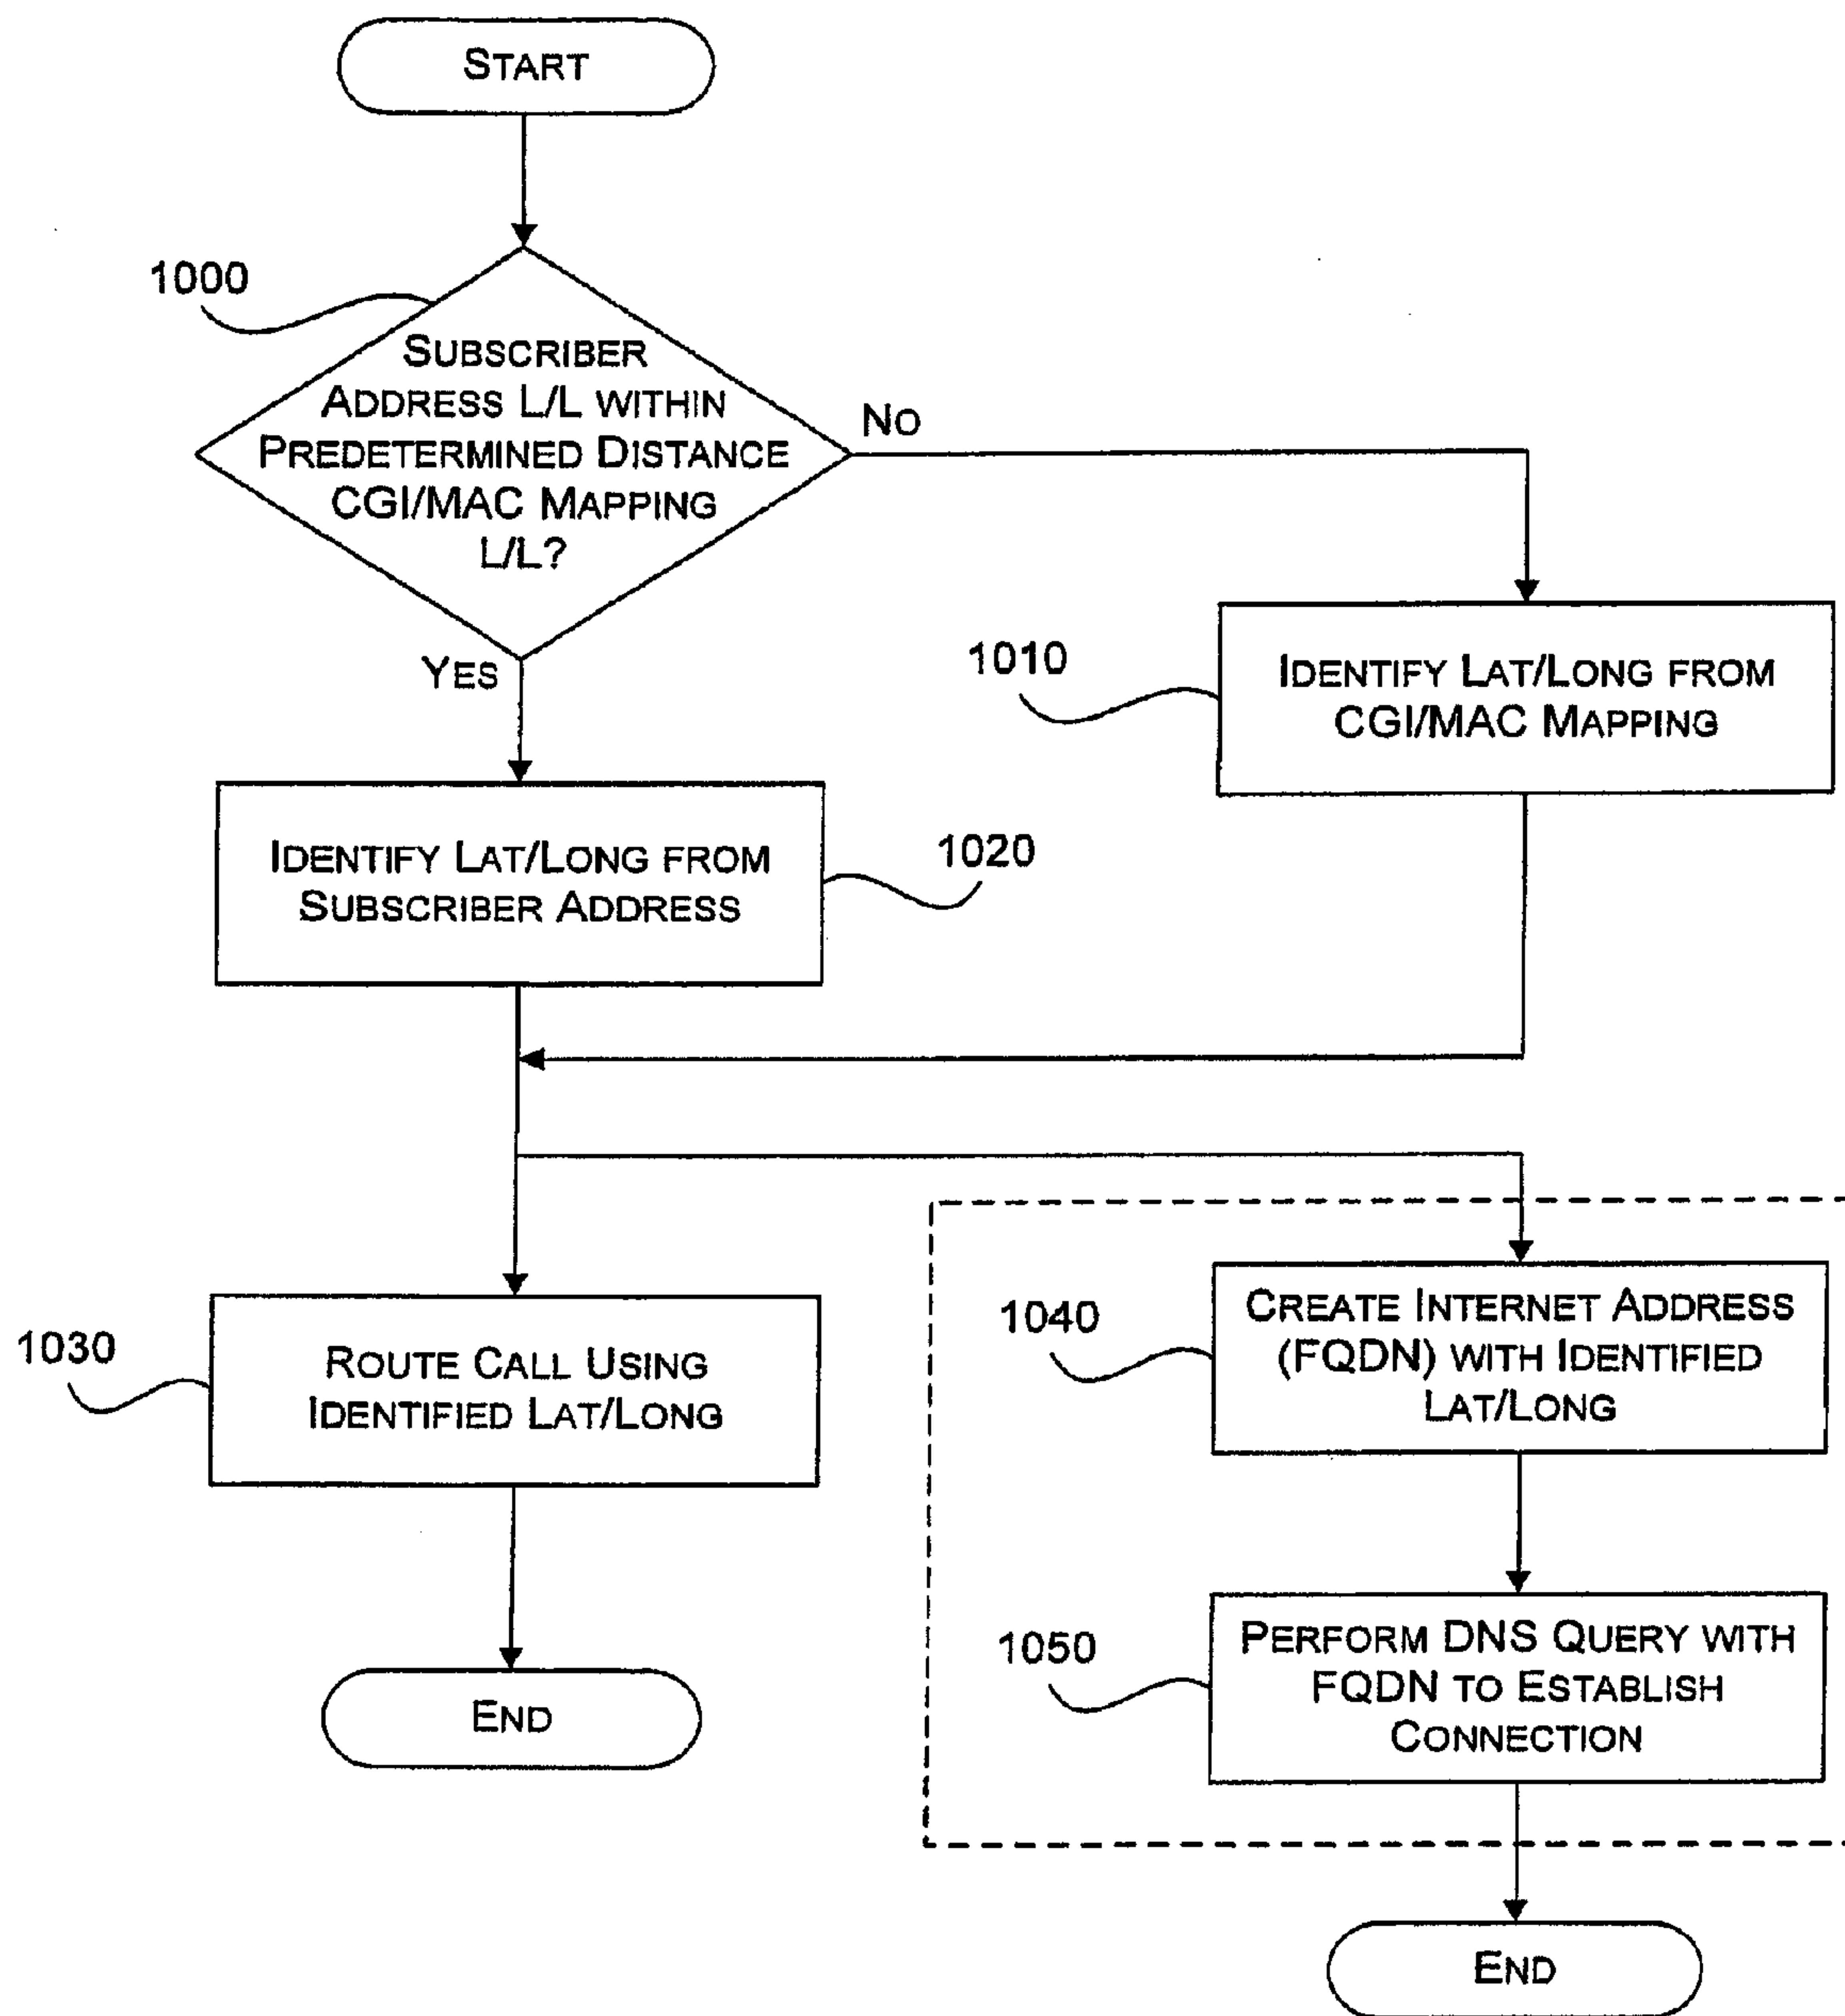 START
1000
SUBSCRIBER
ADDRESS L/L WITHIN
PREDETERMINED DISTANCE
CGI/MAC MAPPING
L/L?
NO
YES
1010
IDENTIFY LAT/LONG FROM
CGI/MAC MAPPING
IDENTIFY LAT/LONG FROM
SUBSCRIBER ADDRESS
1020
1030
ROUTE CALL USING
IDENTIFIED LAT/LONG
END
1040
CREATE INTERNET ADDRESS
(FQDN) WITH IDENTIFIED
LAT/LONG
1050
PERFORM DNS QUERY WITH
FQDN TO ESTABLISH
CONNECTION
END